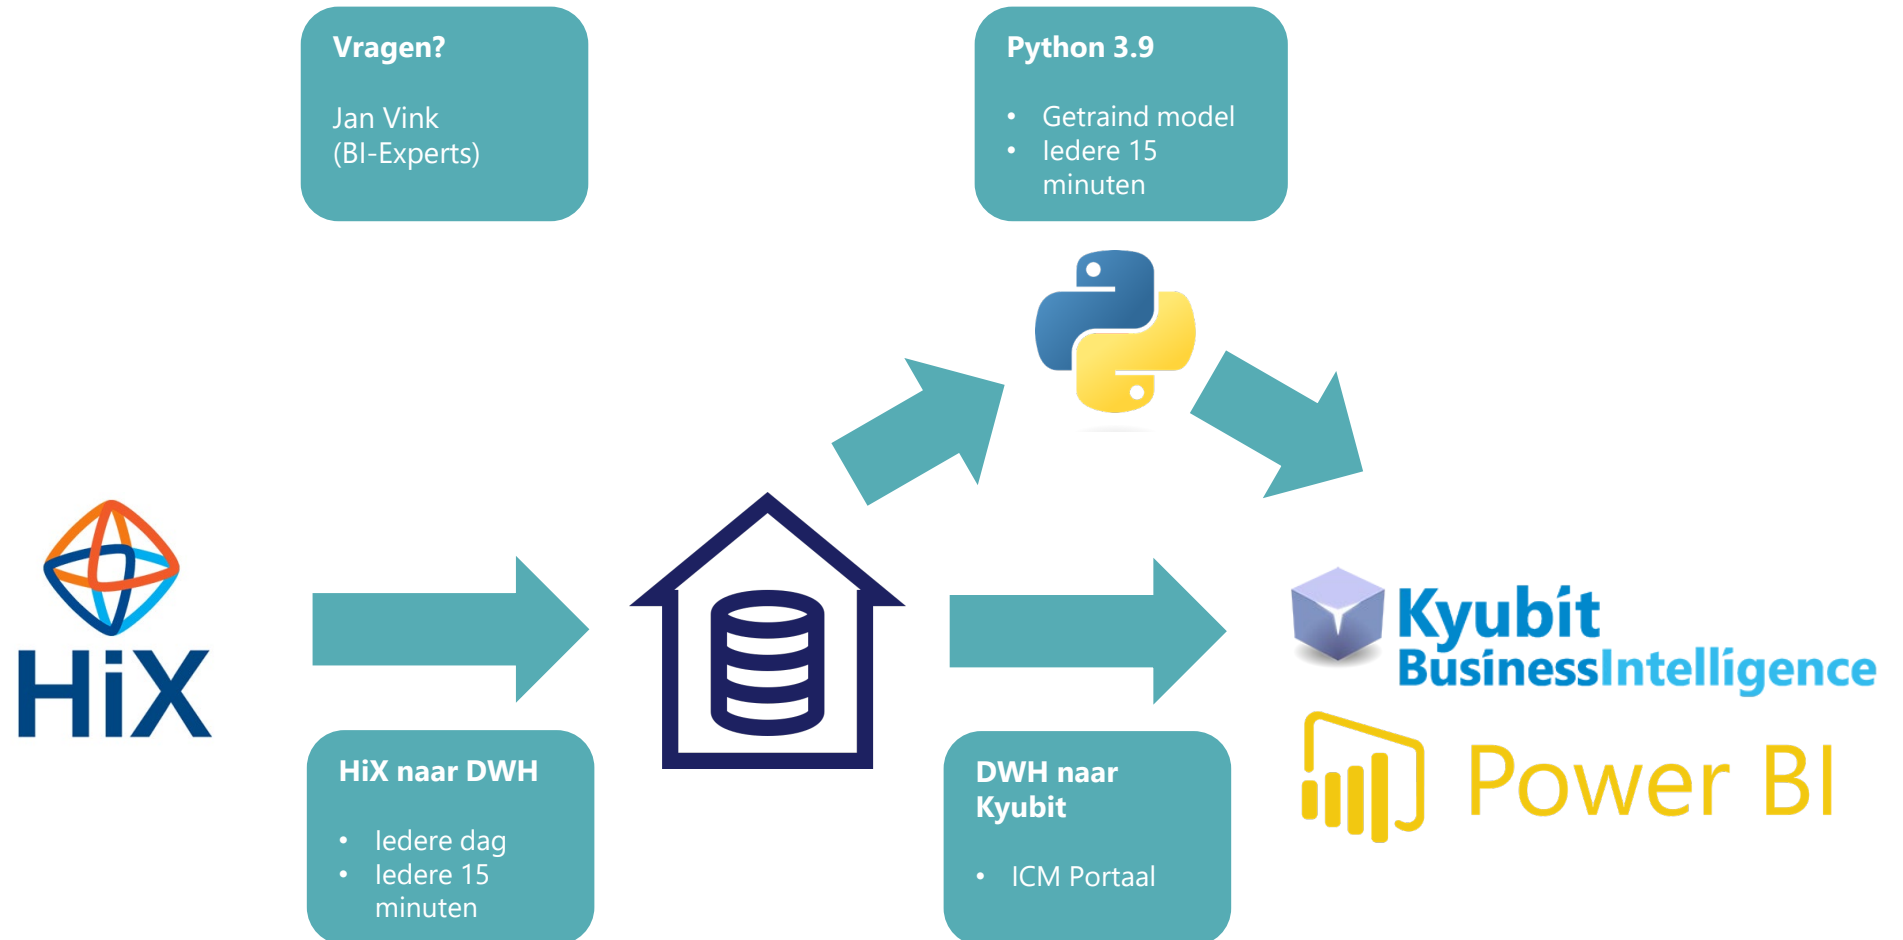 Vragen?
Jan Vink
(BI-Experts)
Python 3.9
• Getraind model
• Iedere 15
minuten
HiX
HiX naar DWH
• Iedere dag
• Iedere 15
minuten
DWH naar
Kyubit
• ICM Portaal
Kyubit
BusinessIntelligence
Power BI